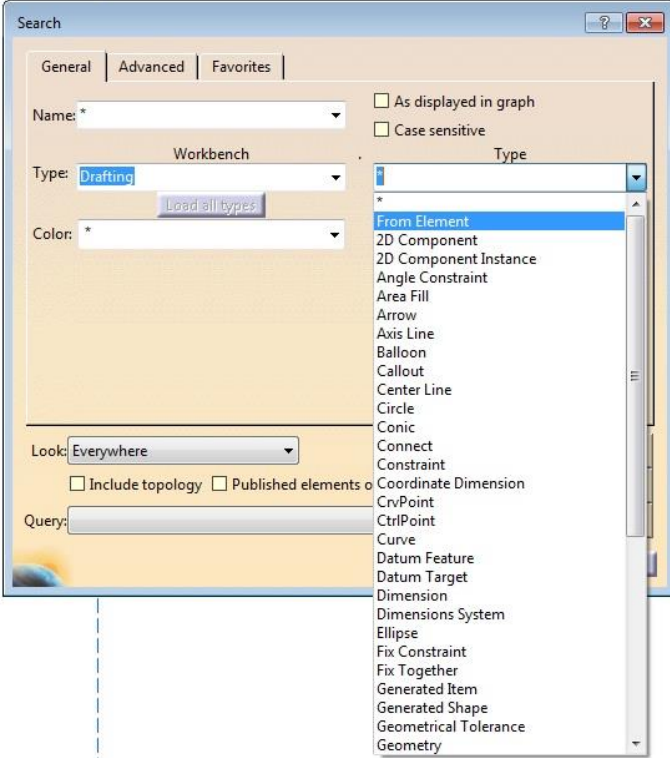 Search
General Advanced Favorites
Name: *
As displayed in graph
Case sensitive
Workbench
Type
Type: Drafting
*
Load all types
Color: *
*
From Element
2D Component
2D Component Instance
Angle Constraint
Area Fill
Arrow
Axis Line
Balloon
Callout
Center Line
Circle
Conic
Connect
Constraint
Coordinate Dimension
CrvPoint
CtrlPoint
Curve
Datum Feature
Datum Target
Dimension
Dimensions System
Ellipse
Fix Constraint
Fix Together
Generated Item
Generated Shape
Geometrical Tolerance
Geometry
Look: Everywhere
Include topology Published elements o
Query: